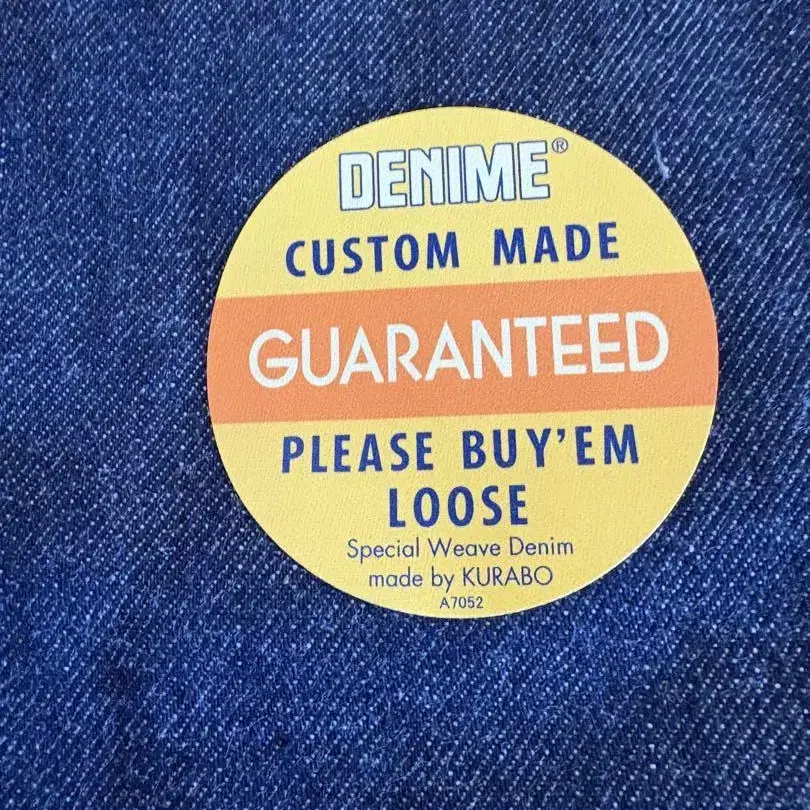 DENIME®
CUSTOM MADE
GUARANTEED
PLEASE BUY'EM
LOOSE
Special Weave Denim
made by KURABO
A7052